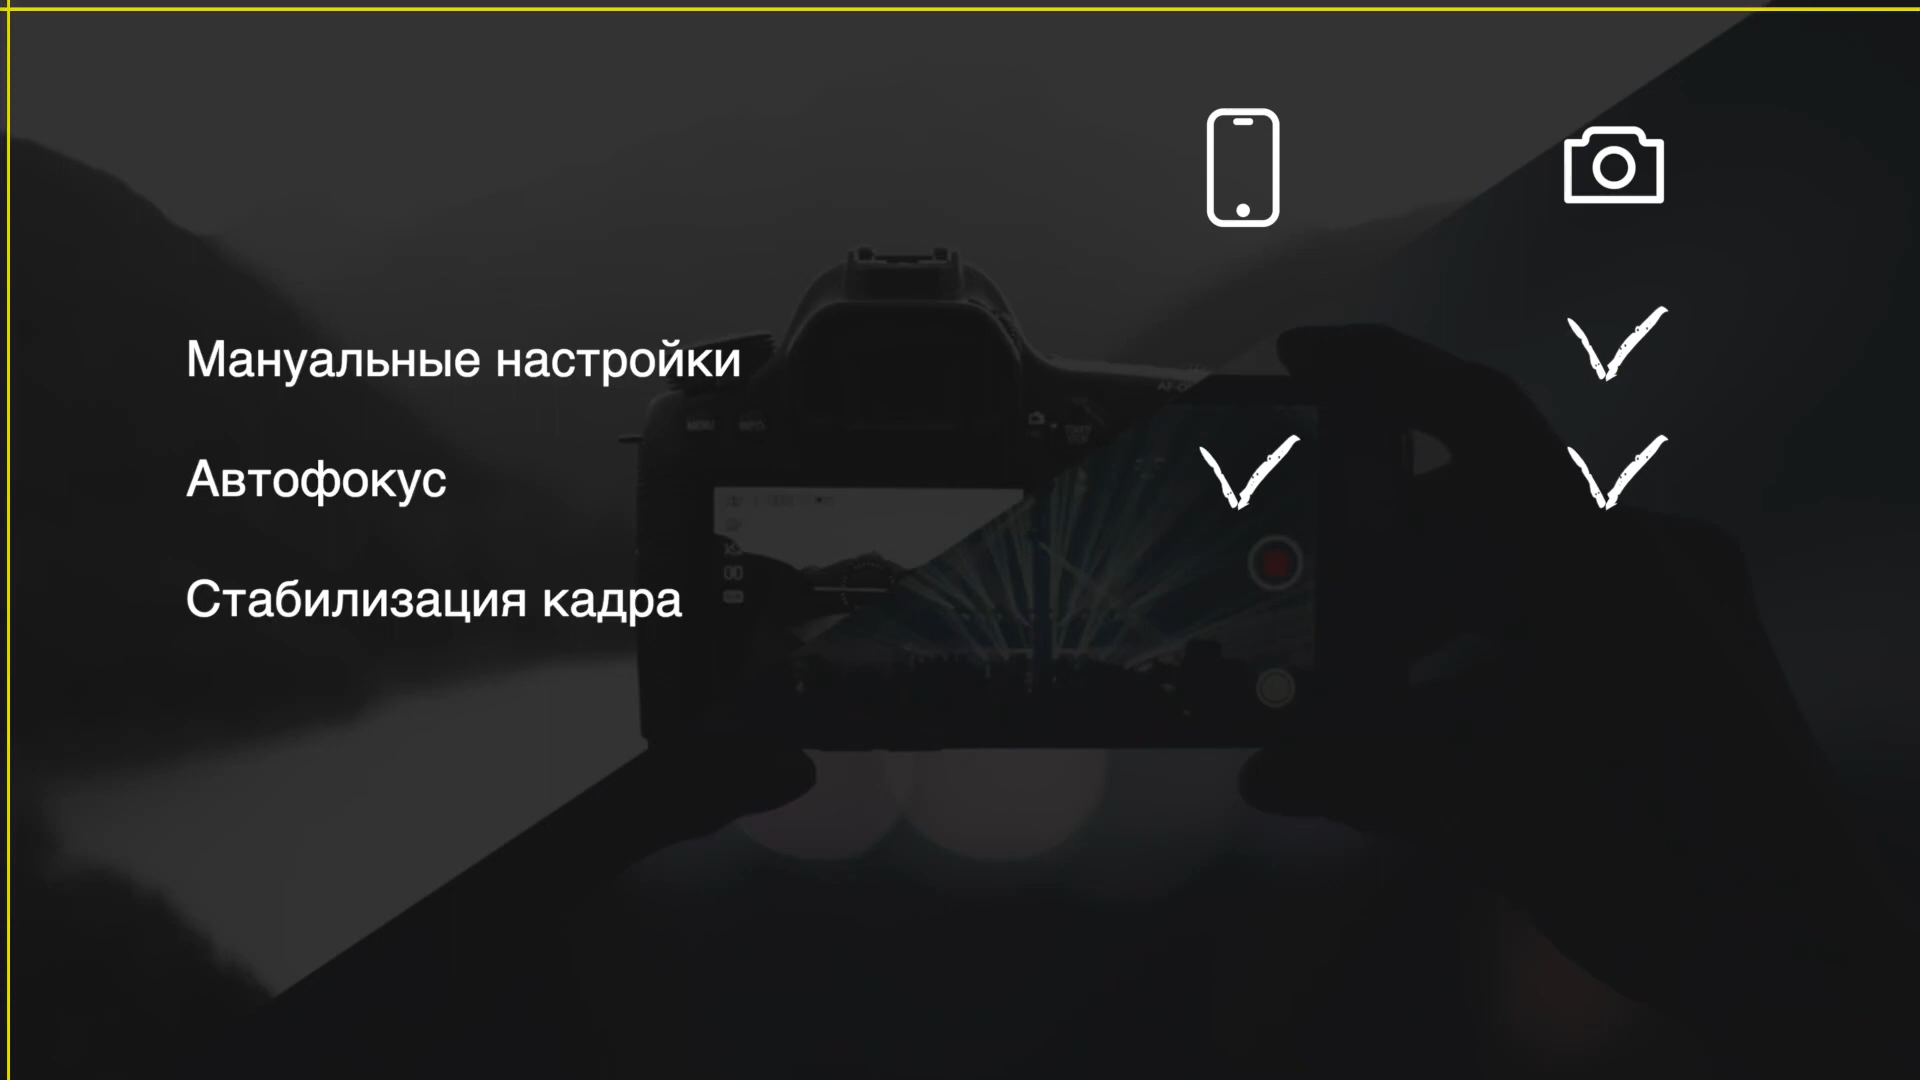 Мануальные настройки
Автофокус
Стабилизация кадра